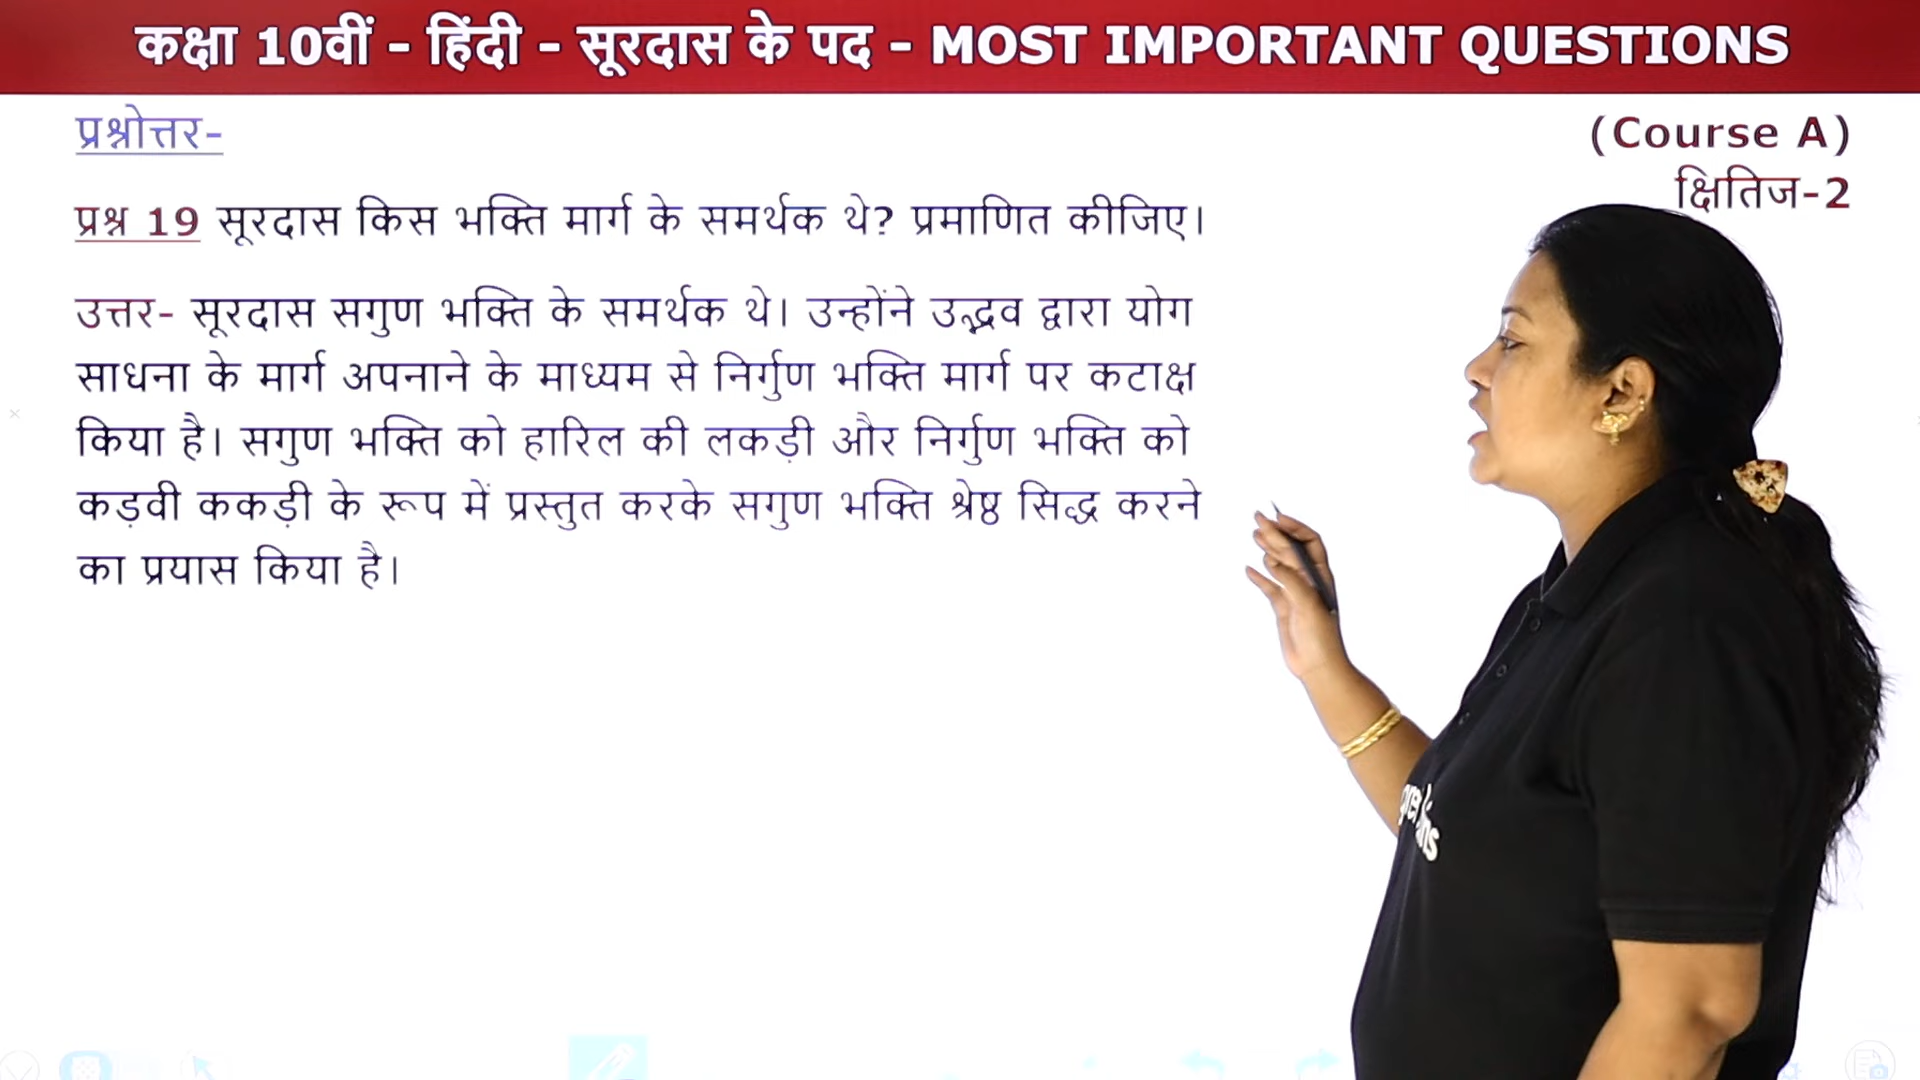 कक्षा 10वीं - हिंदी - सूरदास के पद - MOST IMPORTANT QUESTIONS
प्रश्नोत्तर-
(Course A)
क्षितिज-2
प्रश्न 19 सूरदास किस भक्ति मार्ग के समर्थक थे? प्रमाणित कीजिए।
उत्तर- सूरदास सगुण भक्ति के समर्थक थे। उन्होंने उद्धव द्वारा योग
साधना के मार्ग अपनाने के माध्यम से निर्गुण भक्ति मार्ग पर कटाक्ष
किया है। सगुण भक्ति को हारिल की लकड़ी और निर्गुण भक्ति को
कड़वी ककड़ी के रूप में प्रस्तुत करके सगुण भक्ति श्रेष्ठ सिद्ध करने
का प्रयास किया है।